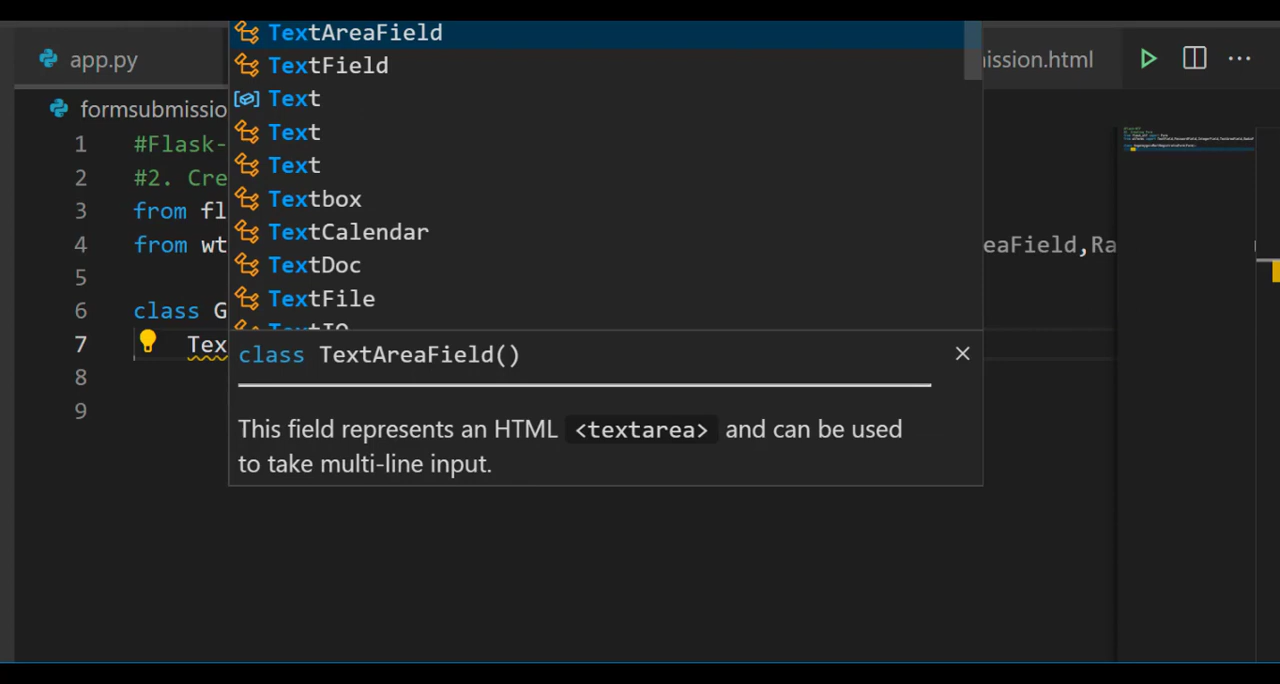 TextAreaField
app.py
TextField
ission.html
Text
formsubmissio
Text
1 #Flask-
Text
2 #2. Cre
Textbox
3 from fl
TextCalendar
4 from wt
eaField,Ra
TextDoc
5
TextFile
6 class G
TextIO
7 Tex
class TextAreaField()
8
9
This field represents an HTML <textarea> and can be used
to take multi-line input.